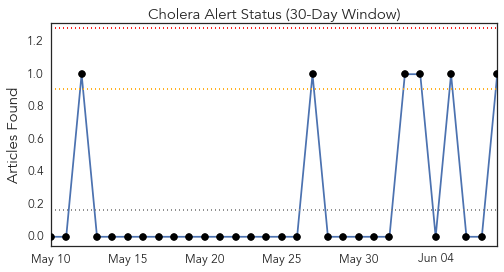 Cholera Alert Status (30-Day Window)
Articles Found
1.2
1.0
0.8
0.6
0.4
0.2
0.0
May 10
May 15
May 20
May 25
May 30
Jun 04